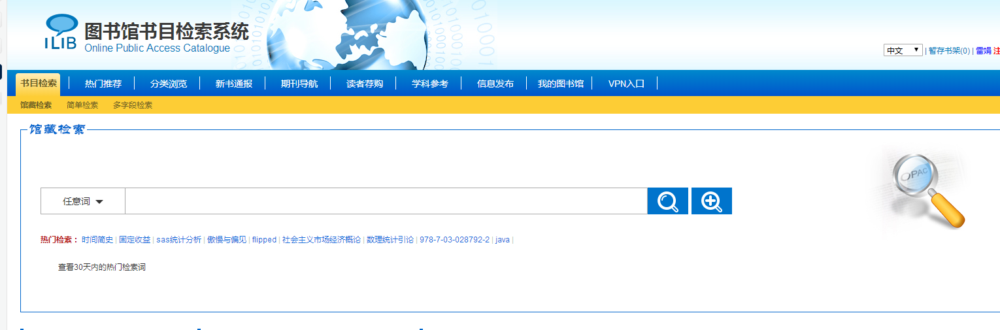 ILIB 图书馆书目检索系统
Online Public Access Catalogue
中文 | 暂存书架(0) | 雷娟 注
书目检索 热门推荐 分类浏览 新书通报 期刊导航 读者荐购 学科参考 信息发布 我的图书馆 VPN入口
馆藏检索 简单检索 多字段检索
馆藏检索
OPAC
任意词
热门检索： 时间简史 | 固定收益 | sas统计分析 | 傲慢与偏见 | flipped | 社会主义市场经济概论 | 数理统计引论 | 978-7-03-028792-2 | java |
查看30天内的热门检索词